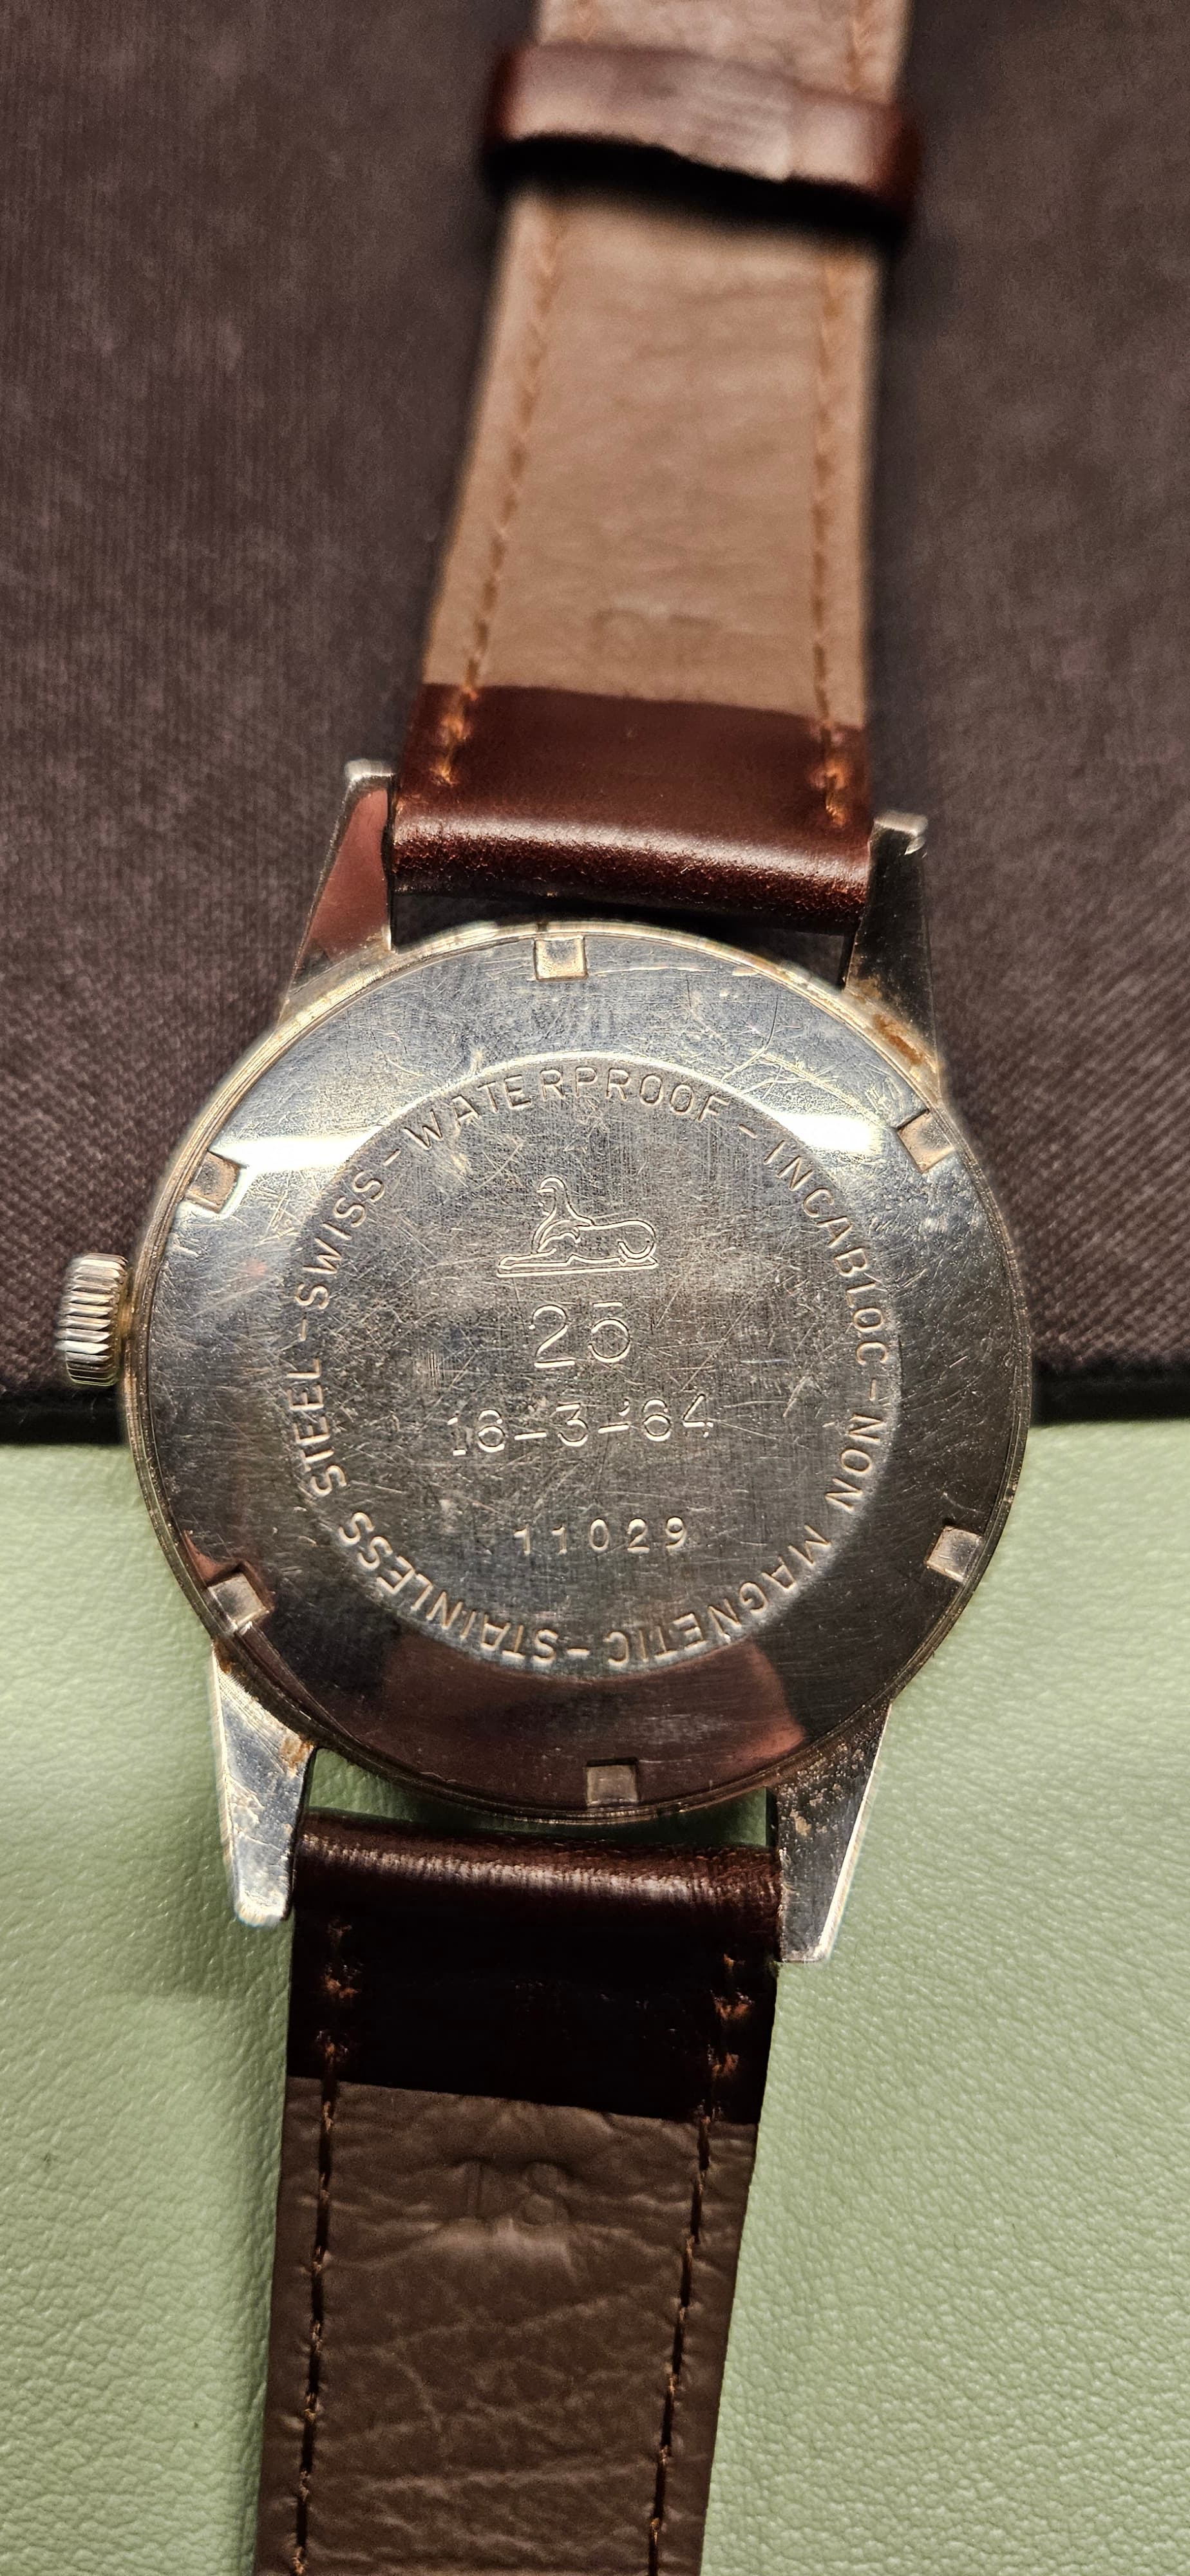 WATERPROOF - INCABLOC - NON MAGNETIC - STAINLESS STEEL - SWISS -
25
16-3-64
11029